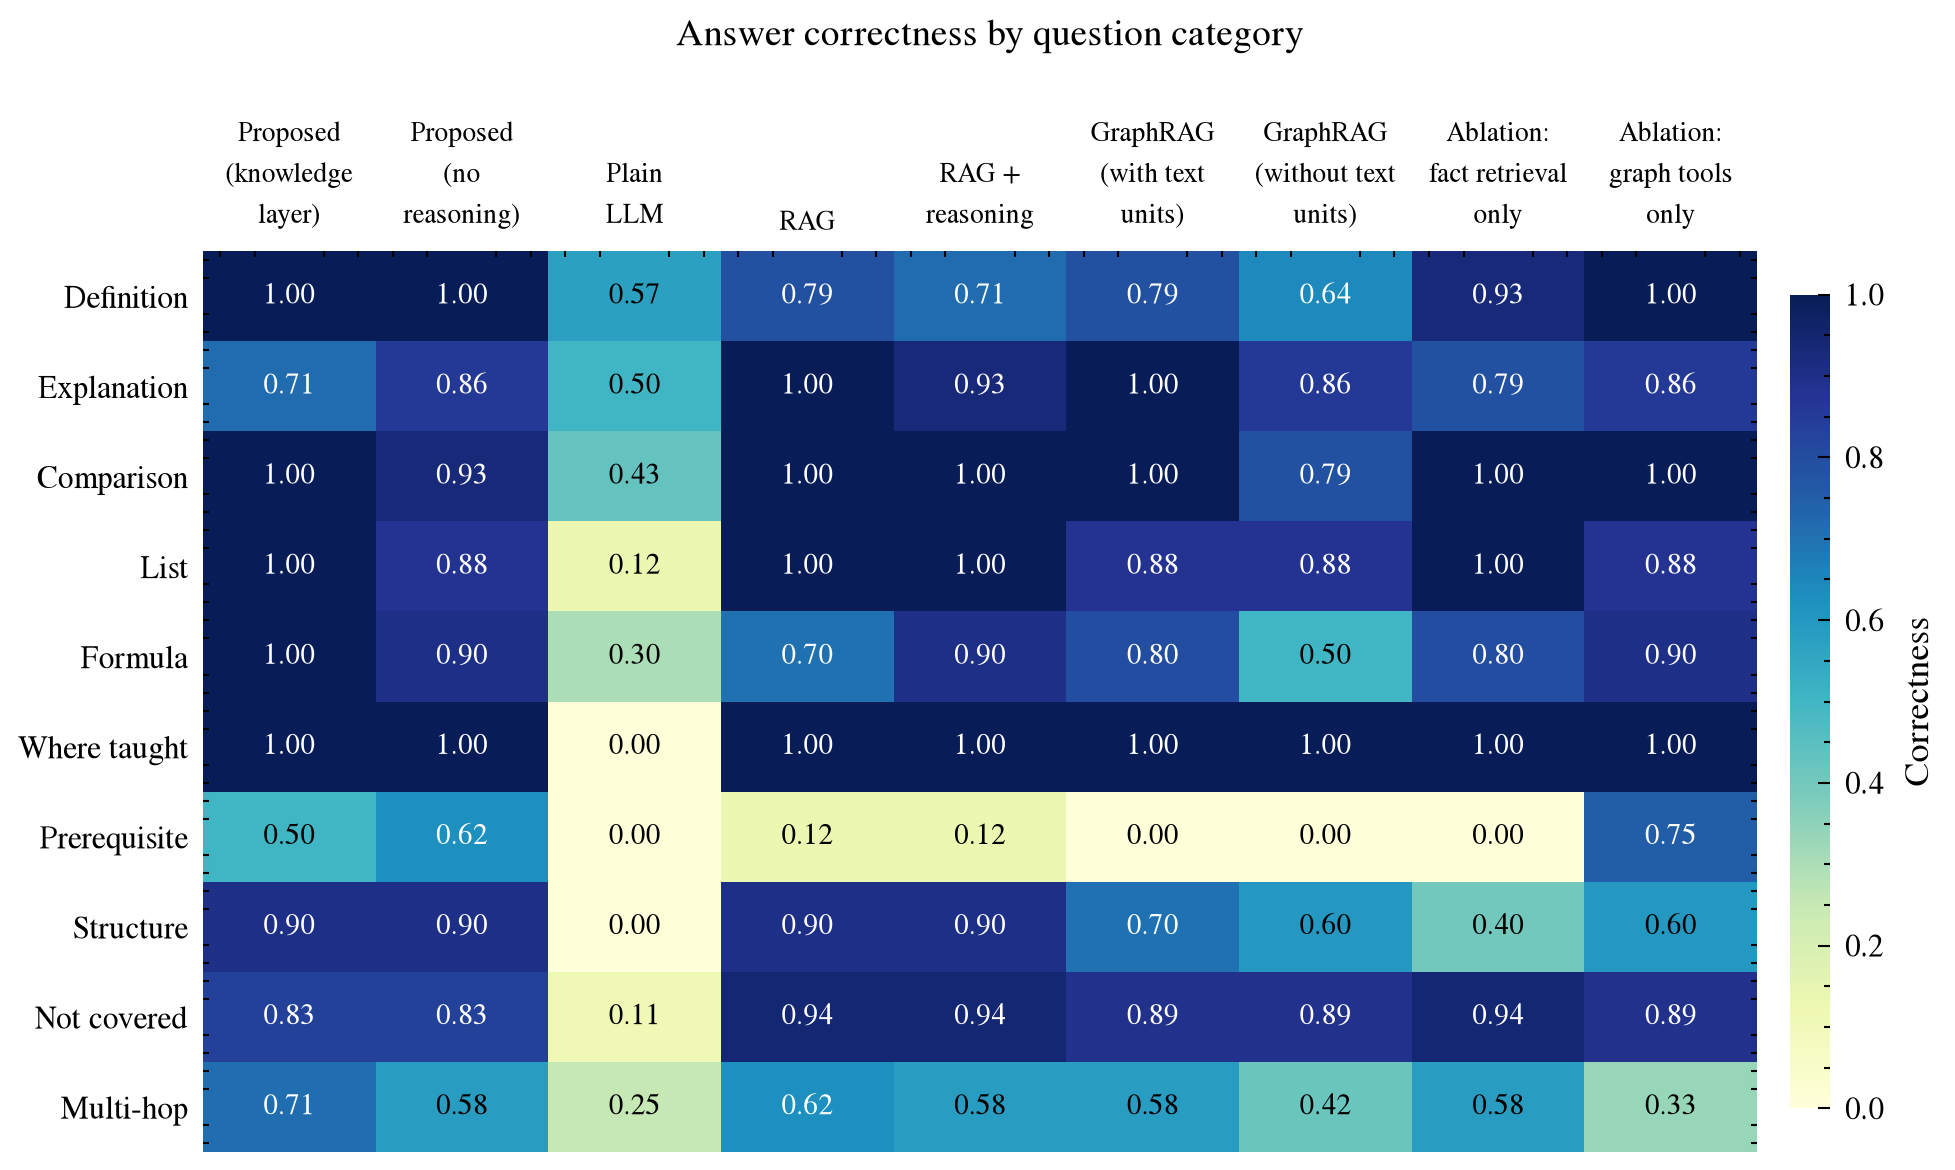 Answer correctness by question category
Proposed
(knowledge
layer)
Proposed
(no
reasoning)
Plain
LLM
RAG
RAG +
reasoning
GraphRAG
(with text
units)
GraphRAG
(without text
units)
Ablation:
fact retrieval
only
Ablation:
graph tools
only
Definition 1.00 1.00 0.57 0.79 0.71 0.79 0.64 0.93 1.00
Explanation 0.71 0.86 0.50 1.00 0.93 1.00 0.86 0.79 0.86
Comparison 1.00 0.93 0.43 1.00 1.00 1.00 0.79 1.00 1.00
List 1.00 0.88 0.12 1.00 1.00 0.88 0.88 1.00 0.88
Formula 1.00 0.90 0.30 0.70 0.90 0.80 0.50 0.80 0.90
Where taught 1.00 1.00 0.00 1.00 1.00 1.00 1.00 1.00 1.00
Prerequisite 0.50 0.62 0.00 0.12 0.12 0.00 0.00 0.00 0.75
Structure 0.90 0.90 0.00 0.90 0.90 0.70 0.60 0.40 0.60
Not covered 0.83 0.83 0.11 0.94 0.94 0.89 0.89 0.94 0.89
Multi-hop 0.71 0.58 0.25 0.62 0.58 0.58 0.42 0.58 0.33
1.0
0.8
0.6
0.4
0.2
0.0
Correctness